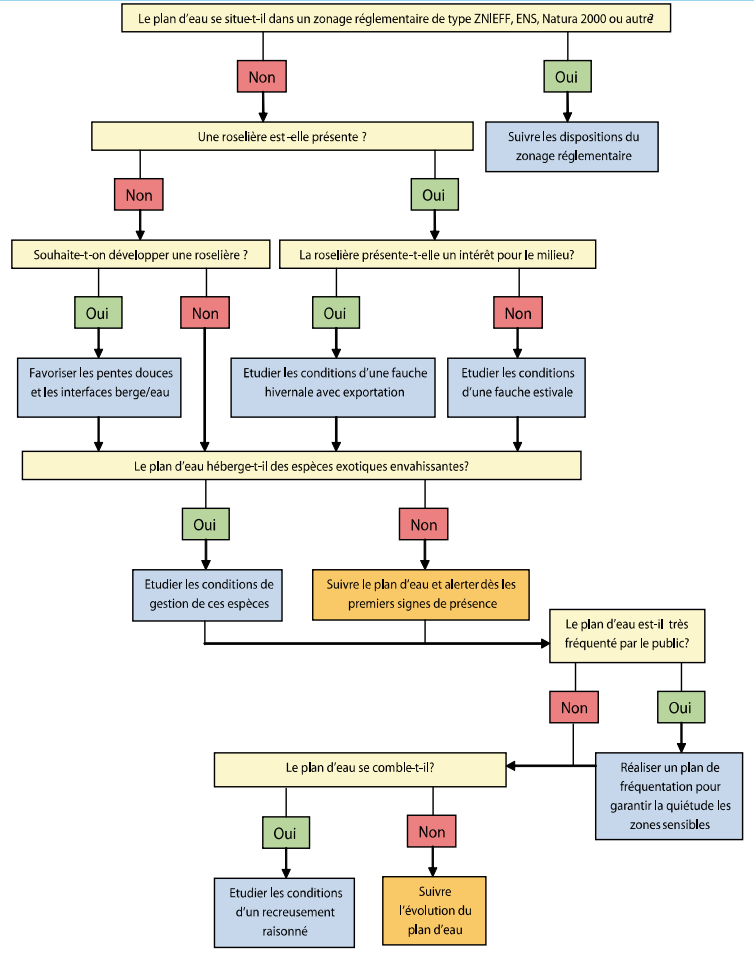 Le plan d'eau se situe-t-il dans un zonage réglementaire de type ZNIEFF, ENS, Natura 2000 ou autre?
Non
Oui
Une roselière est-elle présente ?
Suivre les dispositions du
zonage réglementaire
Non
Oui
Souhaite-t-on développer une roselière ?
La roselière présente-t-elle un intérêt pour le milieu?
Oui
Non
Oui
Non
Favoriser les pentes douces
et les interfaces berge/eau
Etudier les conditions d'une fauche
hivernale avec exportation
Etudier les conditions
d'une fauche estivale
Le plan d'eau héberge-t-il des espèces exotiques envahissantes?
Oui
Non
Etudier les conditions de
gestion de ces espèces
Suivre le plan d'eau et alerter dès les
premiers signes de présence
Le plan d'eau est-il très
fréquenté par le public?
Non
Oui
Le plan d'eau se comble-t-il?
Réaliser un plan de
fréquentation pour
garantir la quiétude les
zones sensibles
Oui
Non
Etudier les conditions
d'un recreusement
raisonné
Suivre
l'évolution du
plan d'eau